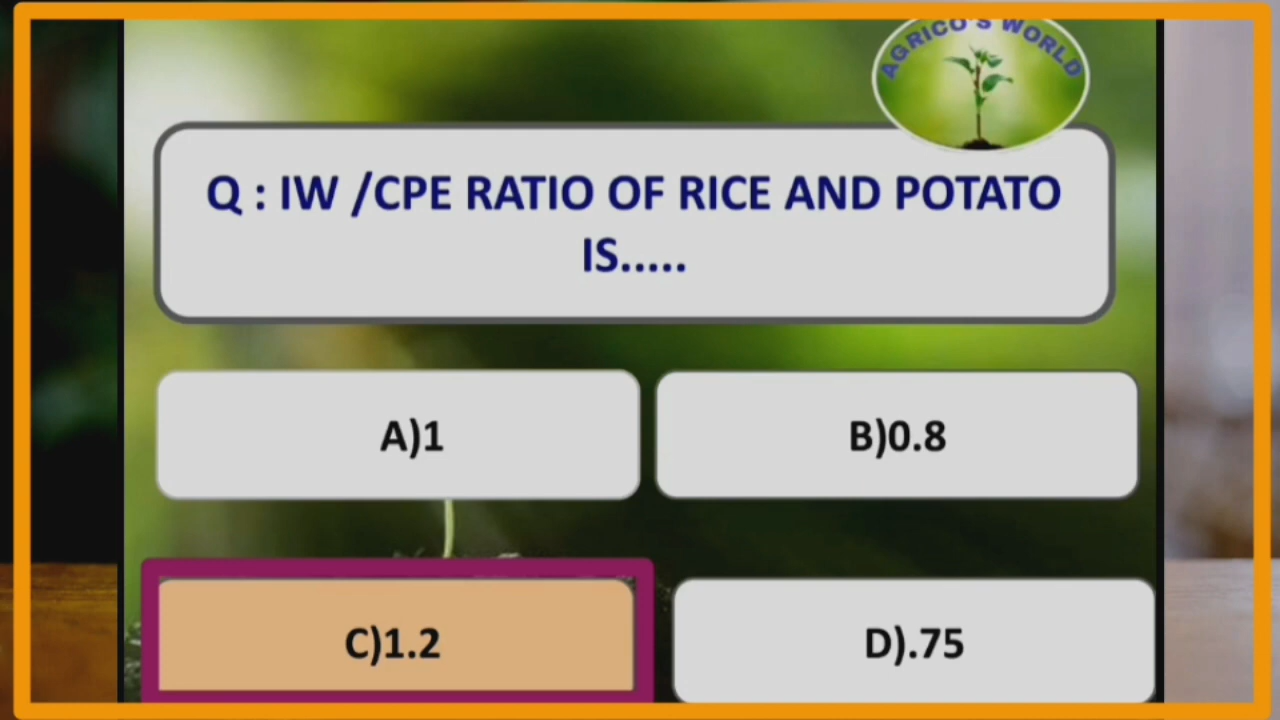 AGRICO'S WORLD
Q : IW /CPE RATIO OF RICE AND POTATO
IS.....
A)1
B)0.8
C)1.2
D).75